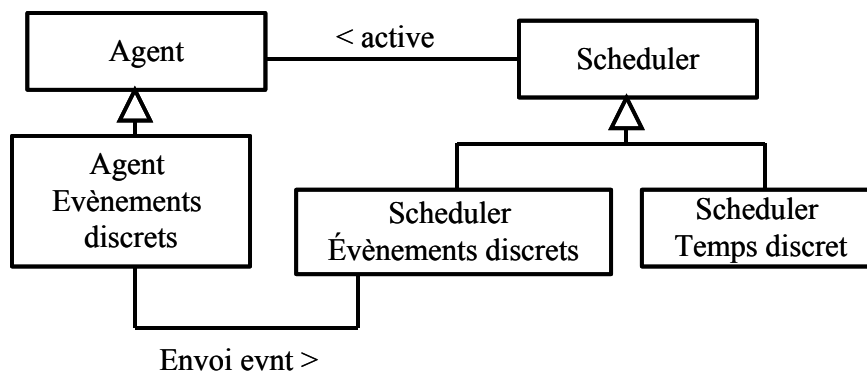 Agent
< active
Scheduler
Agent
Evènements
discrets
Scheduler
Évènements discrets
Scheduler
Temps discret
Envoi evnt >